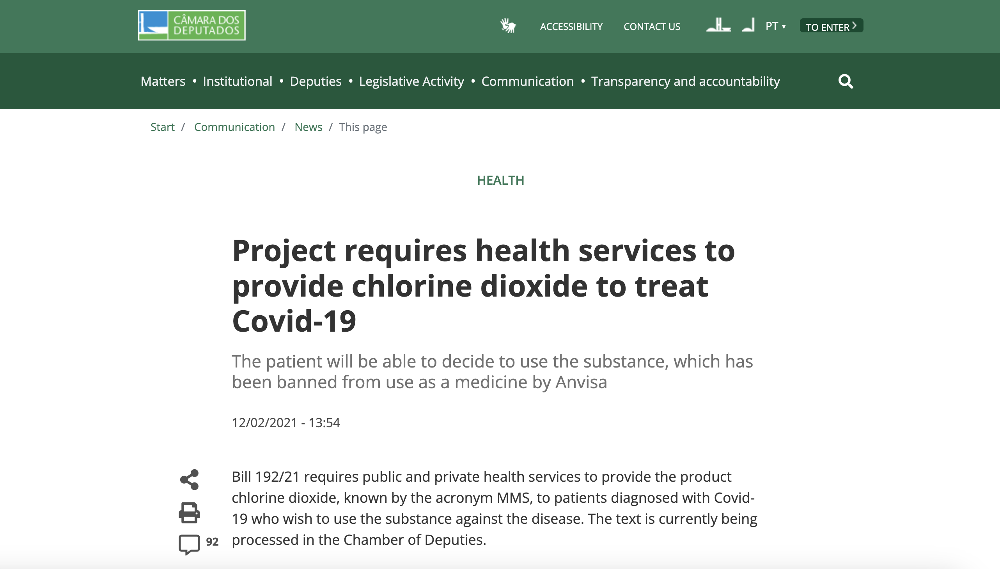 CÂMARA DOS
DEPUTADOS
ACCESSIBILITY
CONTACT US
PT ▾
TO ENTER
Matters • Institutional • Deputies • Legislative Activity • Communication • Transparency and accountability
Start / Communication / News / This page
HEALTH
Project requires health services to
provide chlorine dioxide to treat
Covid-19
The patient will be able to decide to use the substance, which has
been banned from use as a medicine by Anvisa
12/02/2021 - 13:54
Bill 192/21 requires public and private health services to provide the product
chlorine dioxide, known by the acronym MMS, to patients diagnosed with Covid-
19 who wish to use the substance against the disease. The text is currently being
92
processed in the Chamber of Deputies.